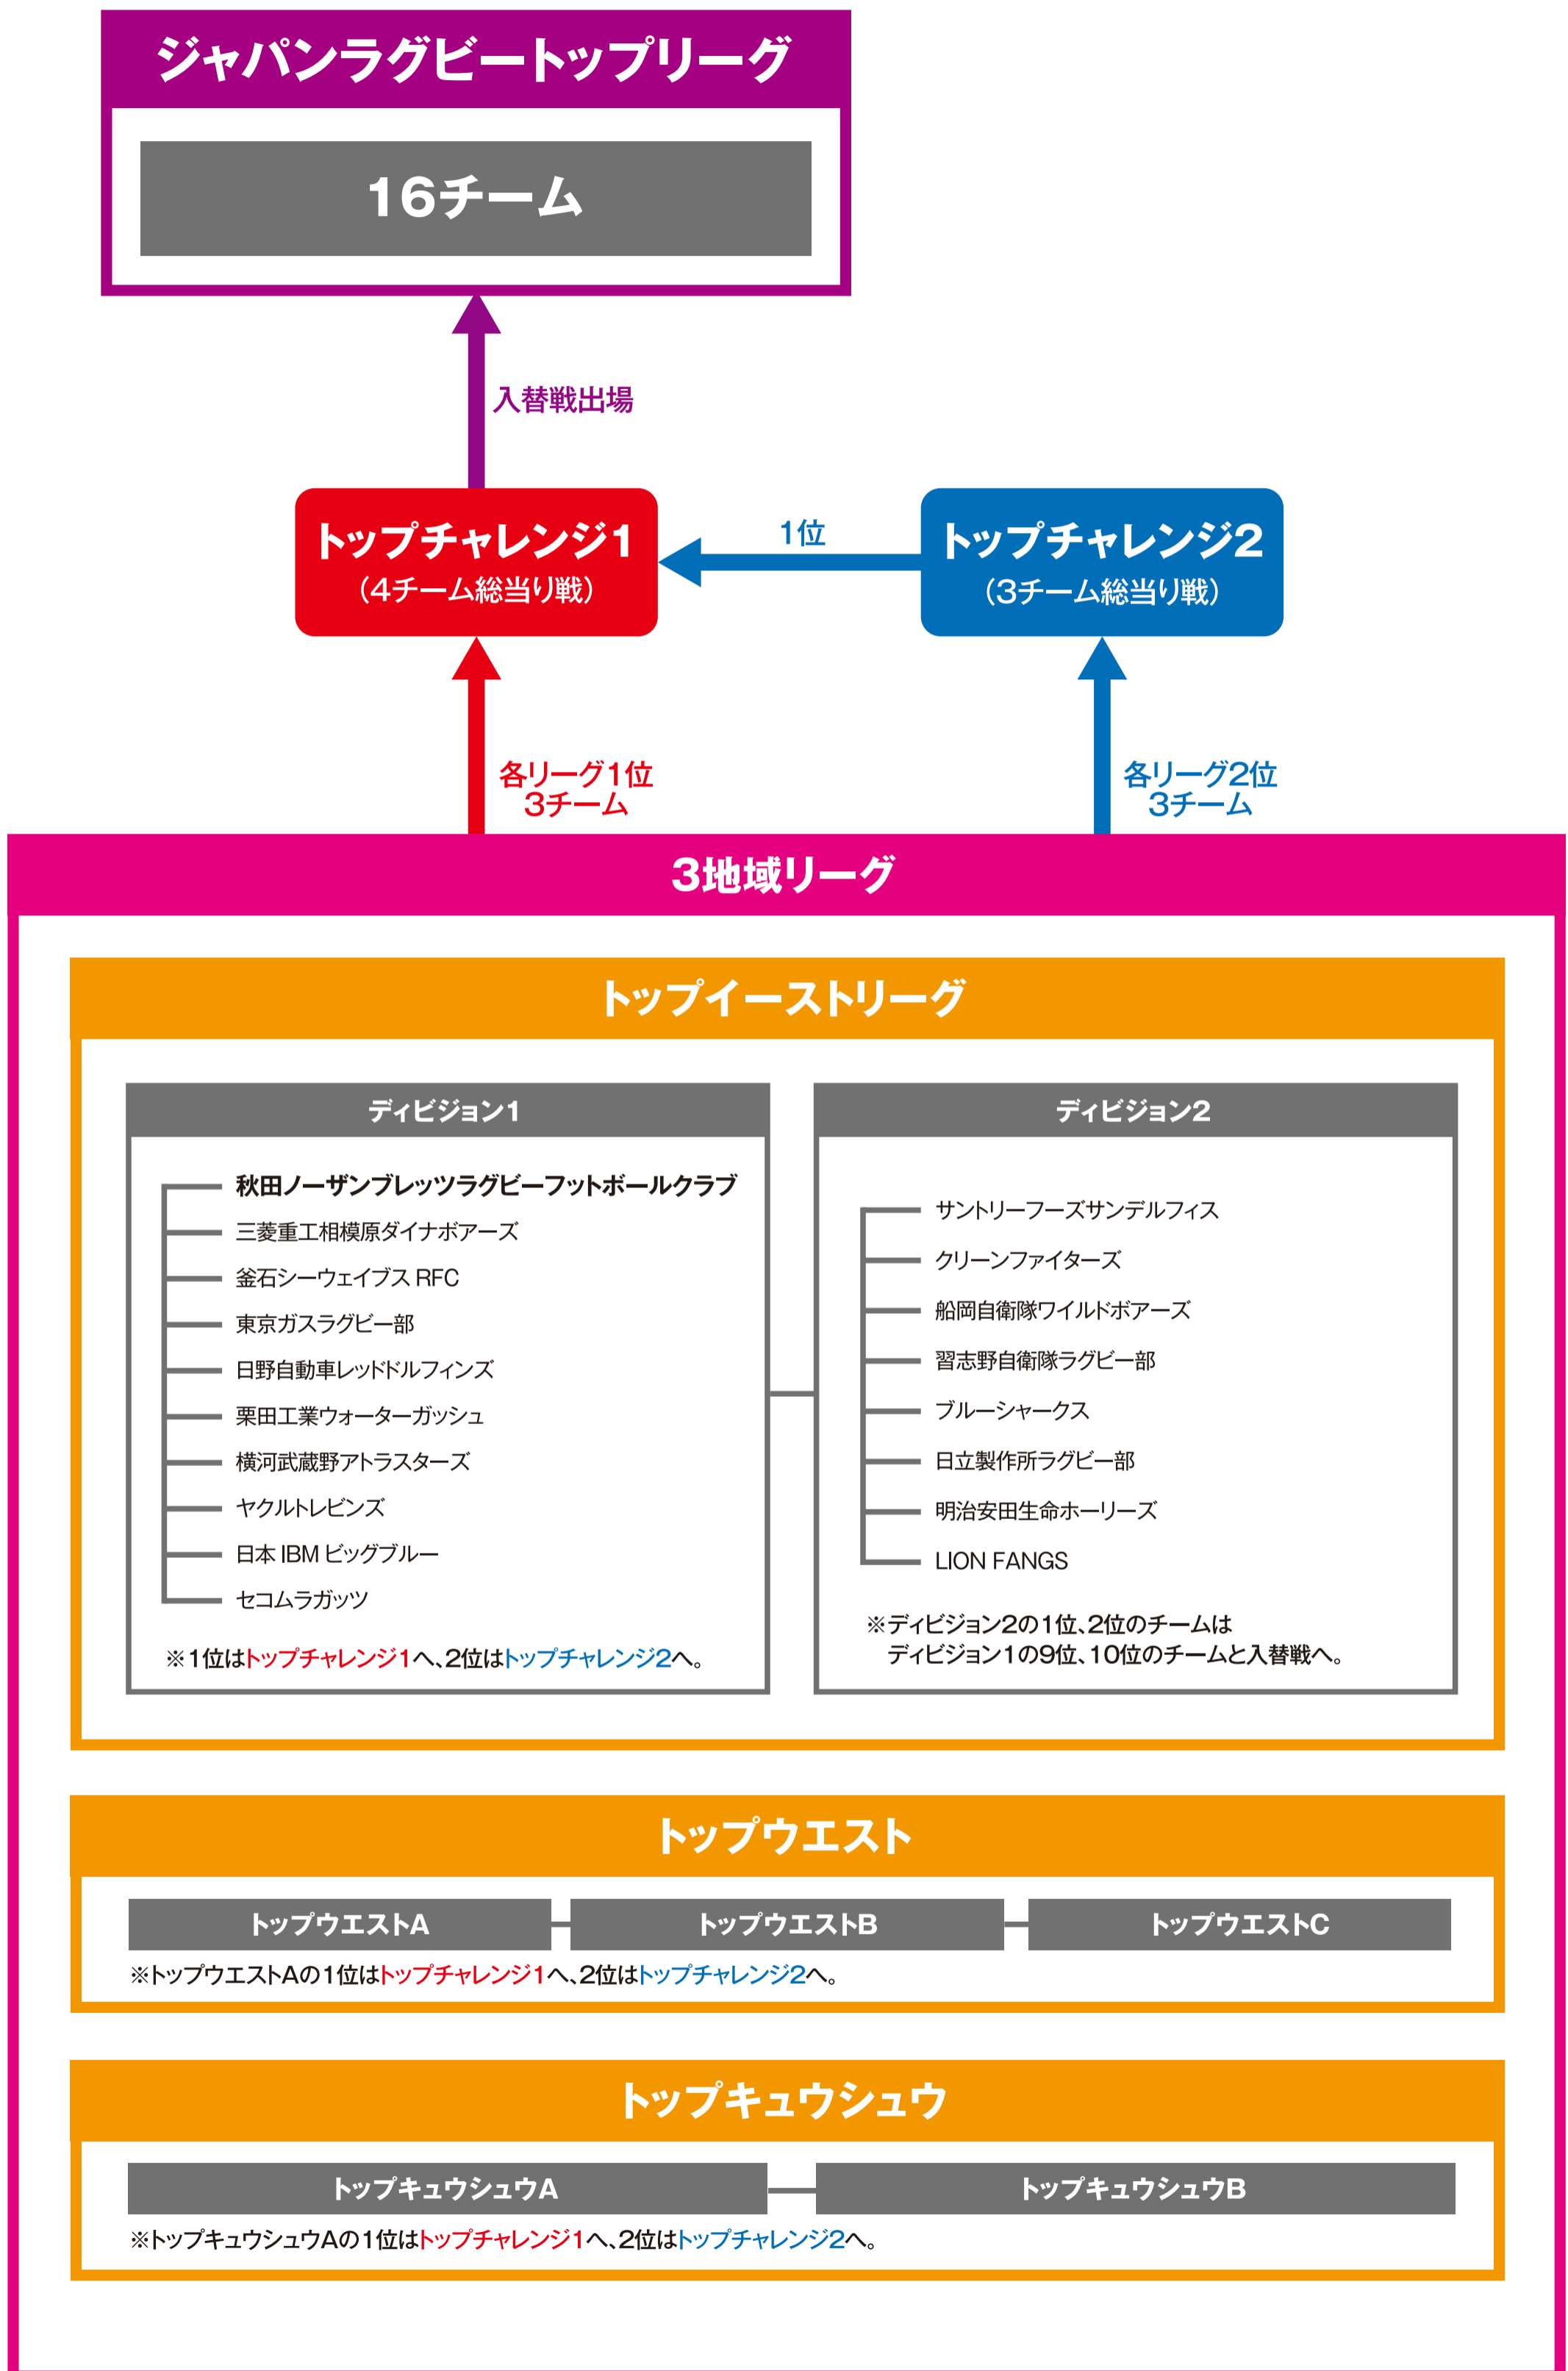 ジャパンラグビートップリーグ
16チーム
入替戦出場
トップチャレンジ1
（4チーム総当り戦）
1位
トップチャレンジ2
（3チーム総当り戦）
各リーグ1位
3チーム
各リーグ2位
3チーム
3地域リーグ
トップイーストリーグ
ディビジョン1
秋田ノーザンブレッツラグビーフットボールクラブ
三菱重工相模原ダイナボアーズ
釜石シーウェイブス RFC
東京ガスラグビー部
日野自動車レッドドルフィンズ
栗田工業ウォーターガッシュ
横河武蔵野アトラスターズ
ヤクルトレビンズ
日本 IBM ビッグブルー
セコムラガッツ
※1位はトップチャレンジ1へ、2位はトップチャレンジ2へ。
ディビジョン2
サントリーフーズサンデルフィス
クリーンファイターズ
船岡自衛隊ワイルドボアーズ
習志野自衛隊ラグビー部
ブルーシャークス
日立製作所ラグビー部
明治安田生命ホーリーズ
LION FANGS
※ディビジョン2の1位、2位のチームは
ディビジョン1の9位、10位のチームと入替戦へ。
トップウエスト
トップウエストA
トップウエストB
トップウエストC
※トップウエストAの1位はトップチャレンジ1へ、2位はトップチャレンジ2へ。
トップキュウシュウ
トップキュウシュウA
トップキュウシュウB
※トップキュウシュウAの1位はトップチャレンジ1へ、2位はトップチャレンジ2へ。